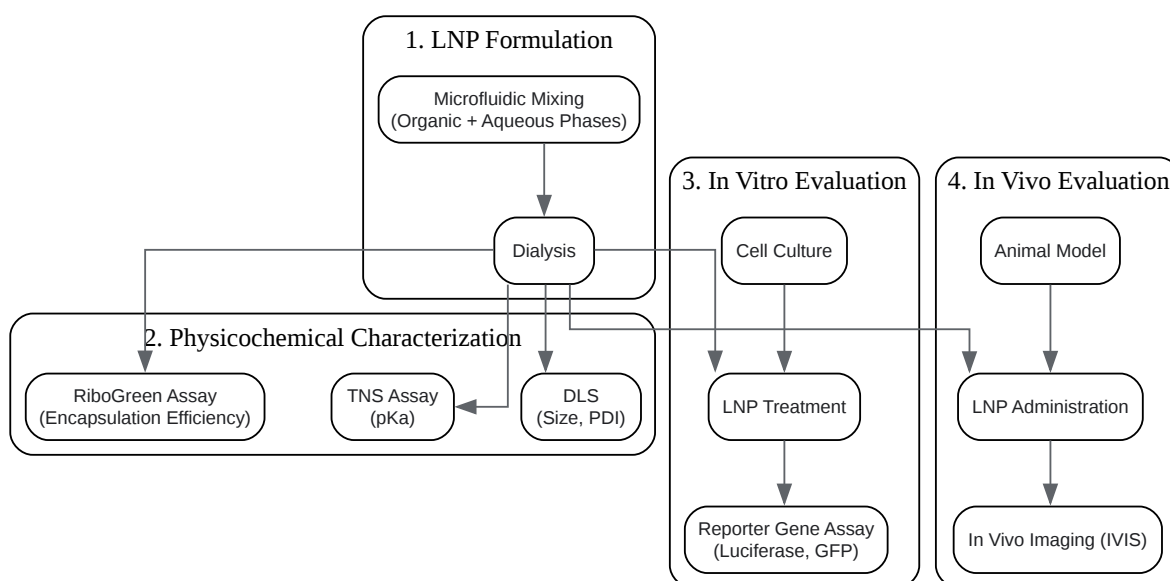 1. LNP Formulation
Microfluidic Mixing
(Organic + Aqueous Phases)
Dialysis
2. Physicochemical Characterization
RiboGreen Assay
(Encapsulation Efficiency)
TNS Assay
(pKa)
DLS
(Size, PDI)
3. In Vitro Evaluation
Cell Culture
LNP Treatment
Reporter Gene Assay
(Luciferase, GFP)
4. In Vivo Evaluation
Animal Model
LNP Administration
In Vivo Imaging (IVIS)